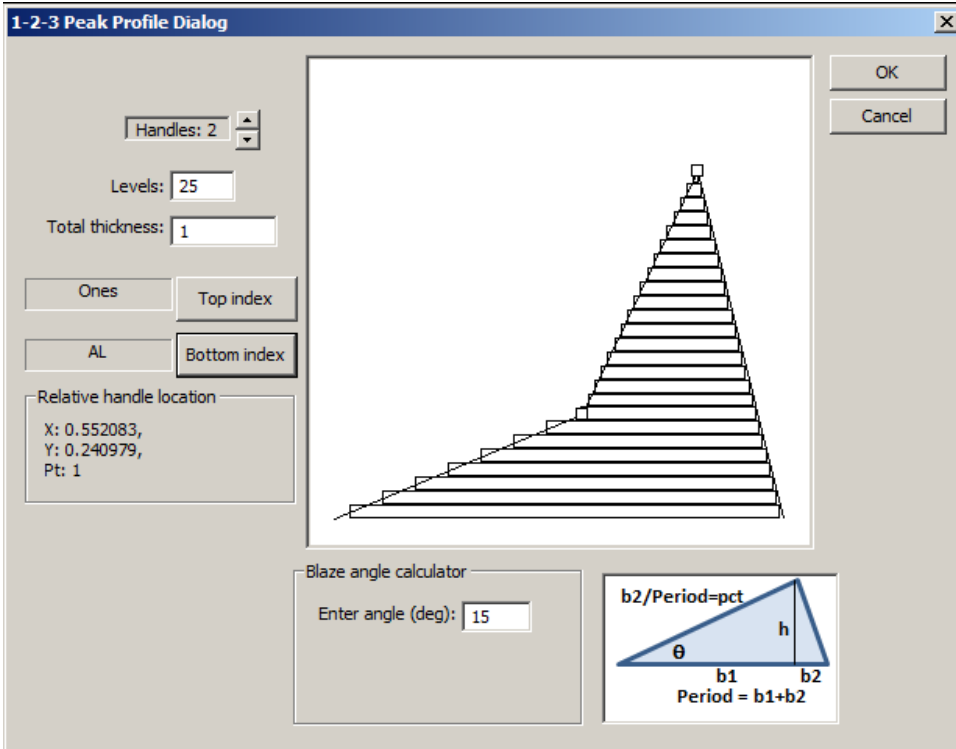 1-2-3 Peak Profile Dialog
OK
Cancel
Handles: 2
Levels: 25
Total thickness: 1
Ones
Top index
AL
Bottom index
Relative handle location
X: 0.552083,
Y: 0.240979,
Pt: 1
Blaze angle calculator
Enter angle (deg): 15
b2/Period=pct
h
θ
b1 b2
Period = b1+b2